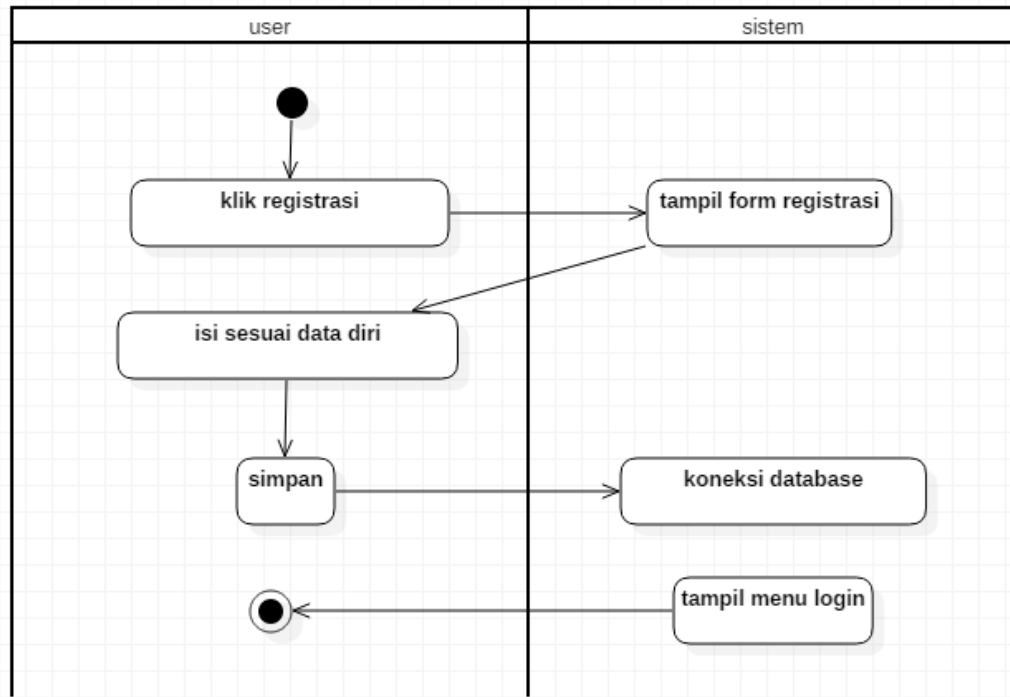 user
sistem
klik registrasi
tampil form registrasi
isi sesuai data diri
simpan
koneksi database
tampil menu login